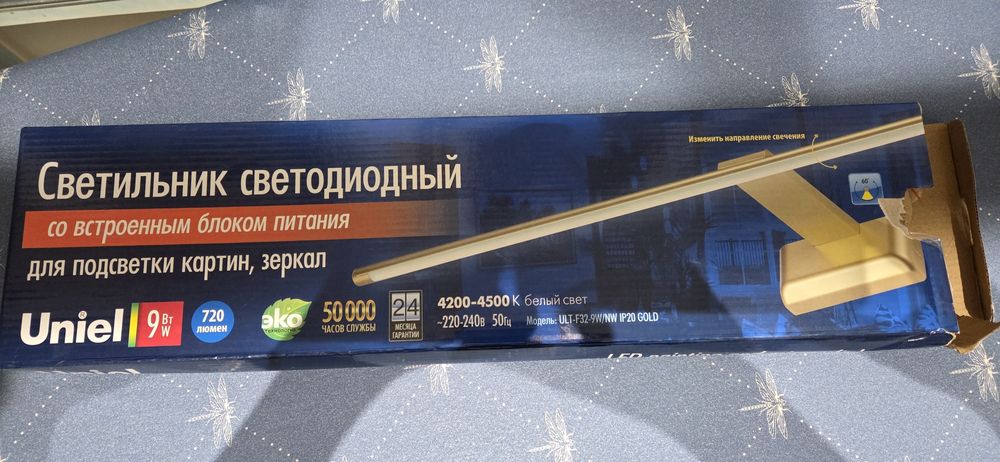 Изменить направление свечения
Светильник светодиодный
со встроенным блоком питания
для подсветки картин, зеркал
60°
Uniel
9 Вт
W
720
люмен
эко
технология
50 000
часов службы
24
месяца
гарантии
4200-4500 К белый свет
~220-240в 50Гц Модель: ULT-F32-9W/NW IP20 GOLD